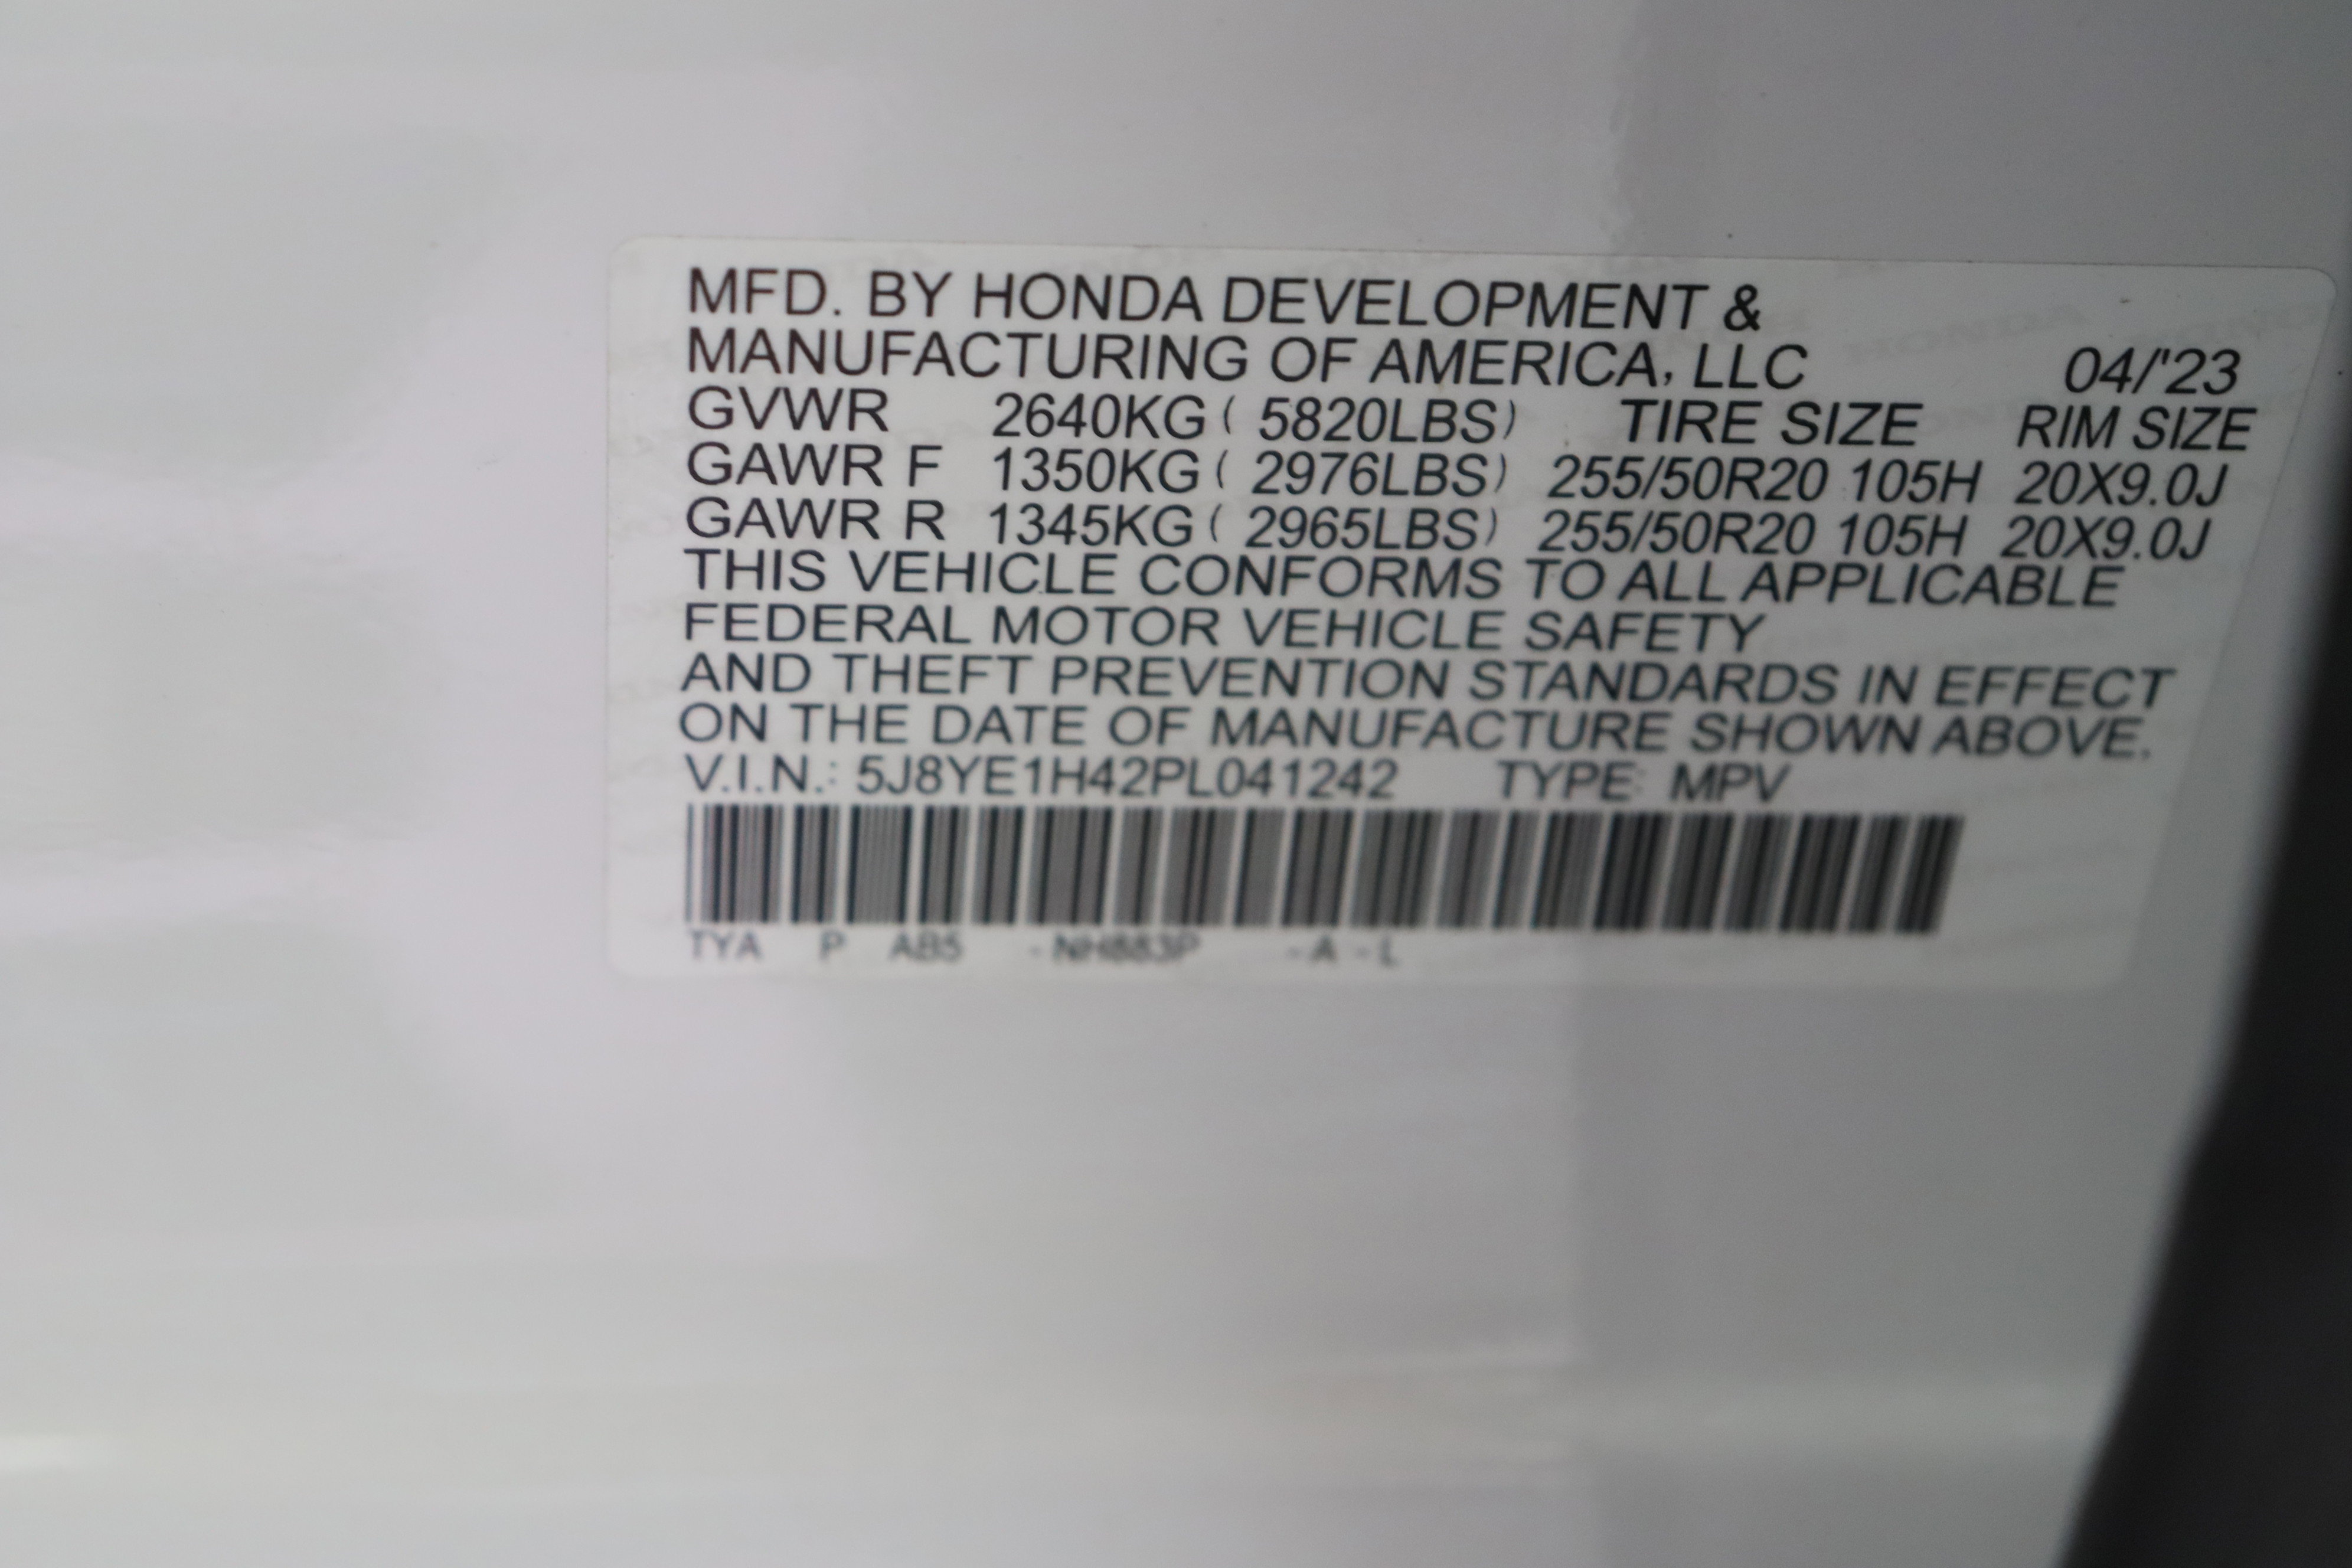 MFD. BY HONDA DEVELOPMENT &
MANUFACTURING OF AMERICA, LLC 04/'23
GVWR 2640KG ( 5820LBS) TIRE SIZE RIM SIZE
GAWR F 1350KG ( 2976LBS) 255/50R20 105H 20X9.0J
GAWR R 1345KG ( 2965LBS) 255/50R20 105H 20X9.0J
THIS VEHICLE CONFORMS TO ALL APPLICABLE
FEDERAL MOTOR VEHICLE SAFETY
AND THEFT PREVENTION STANDARDS IN EFFECT
ON THE DATE OF MANUFACTURE SHOWN ABOVE.
V.I.N.: 5J8YE1H42PL041242 TYPE: MPV
TYA P AB5 - NH883P - A - L